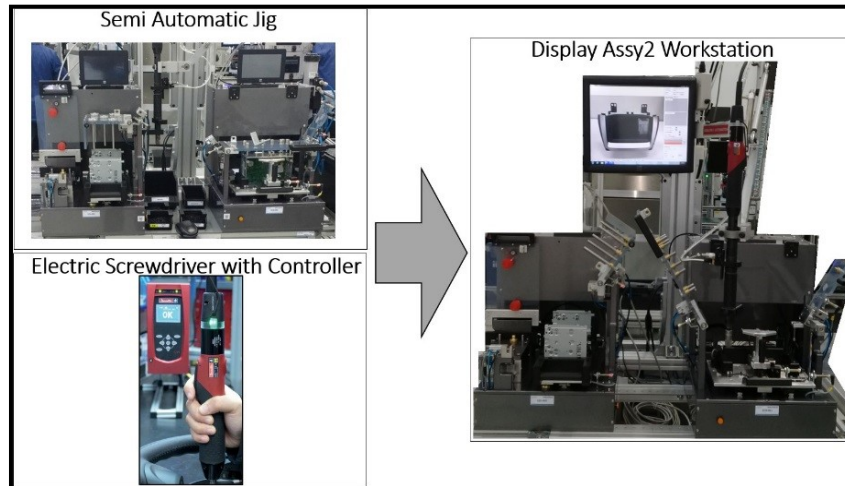 Semi Automatic Jig
Display Assy2 Workstation
Electric Screwdriver with Controller
OK